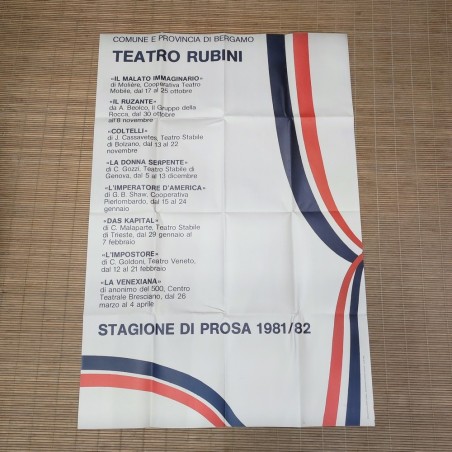 COMUNE E PROVINCIA DI BERGAMO
TEATRO RUBINI
«IL MALATO IMMAGINARIO»
di Molière, Cooperativa Teatro
Mobile, dal 17 al 25 ottobre
«IL RUZANTE»
da A. Beolco, il Gruppo della
Rocca, dal 30 ottobre
all'8 novembre
«COLTELLI»
di J. Cassavetes, Teatro Stabile
di Bolzano, dal 13 al 22
novembre
«LA DONNA SERPENTE»
di C. Gozzi, Teatro Stabile di
Genova, dal 5 al 13 dicembre
«L'IMPERATORE D'AMERICA»
di G. B. Shaw, Cooperativa
Pierlombardo, dal 15 al 24
gennaio
«DAS KAPITAL»
di C. Malaparte, Teatro Stabile
di Trieste, dal 29 gennaio al
7 febbraio
«L'IMPOSTORE»
di C. Goldoni, Teatro Veneto,
dal 12 al 21 febbraio
«LA VENEXIANA»
di anonimo del 500, Centro
Teatrale Bresciano, dal 26
marzo al 4 aprile
STAGIONE DI PROSA 1981/82